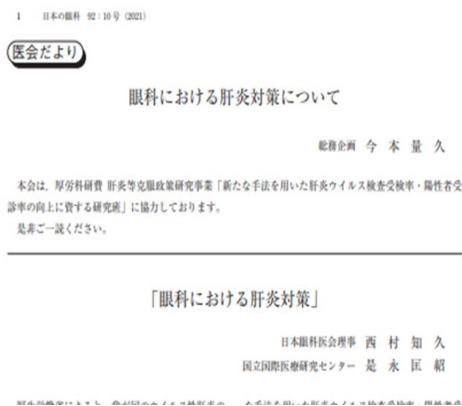 1 日本の眼科 92:10号 (2021)
医会だより
眼科における肝炎対策について
総務企画 今本量久
本会は，厚労科研費 肝炎等克服政策研究事業「新たな手法を用いた肝炎ウイルス検査受検率・陽性者受
診率の向上に資する研究班」に協力しております。
是非ご一読ください。
「眼科における肝炎対策」
日本眼科医会理事 西村知久
国立国際医療研究センター 是永匡紹